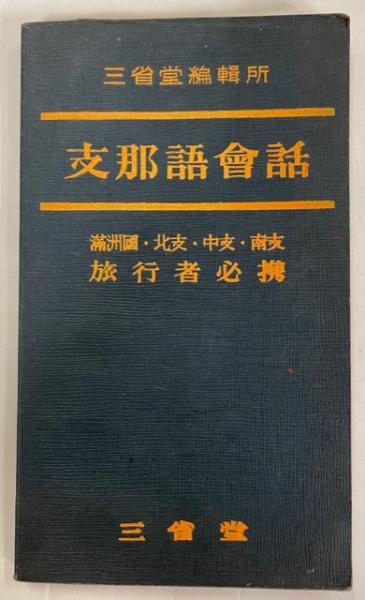 三省堂編輯所
支那語會話
滿洲國・北支・中支・南支
旅行者必携
三省堂